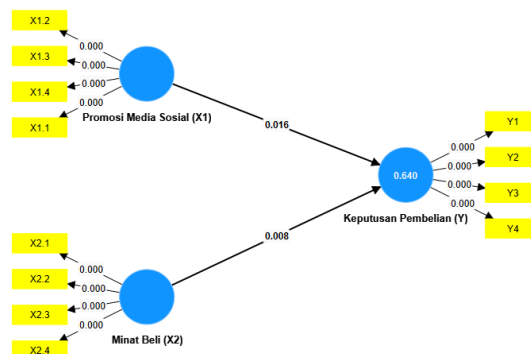 X1.2
0.000
X1.3
0.000
X1.4
0.000
0.000
X1.1
Promosi Media Sosial (X1)
0.016
Y1
0.000
Y2
0.000
0.640
0.000
Y3
0.000
Y4
Keputusan Pembelian (Y)
0.008
X2.1
0.000
X2.2
0.000
0.000
X2.3
0.000
X2.4
Minat Beli (X2)